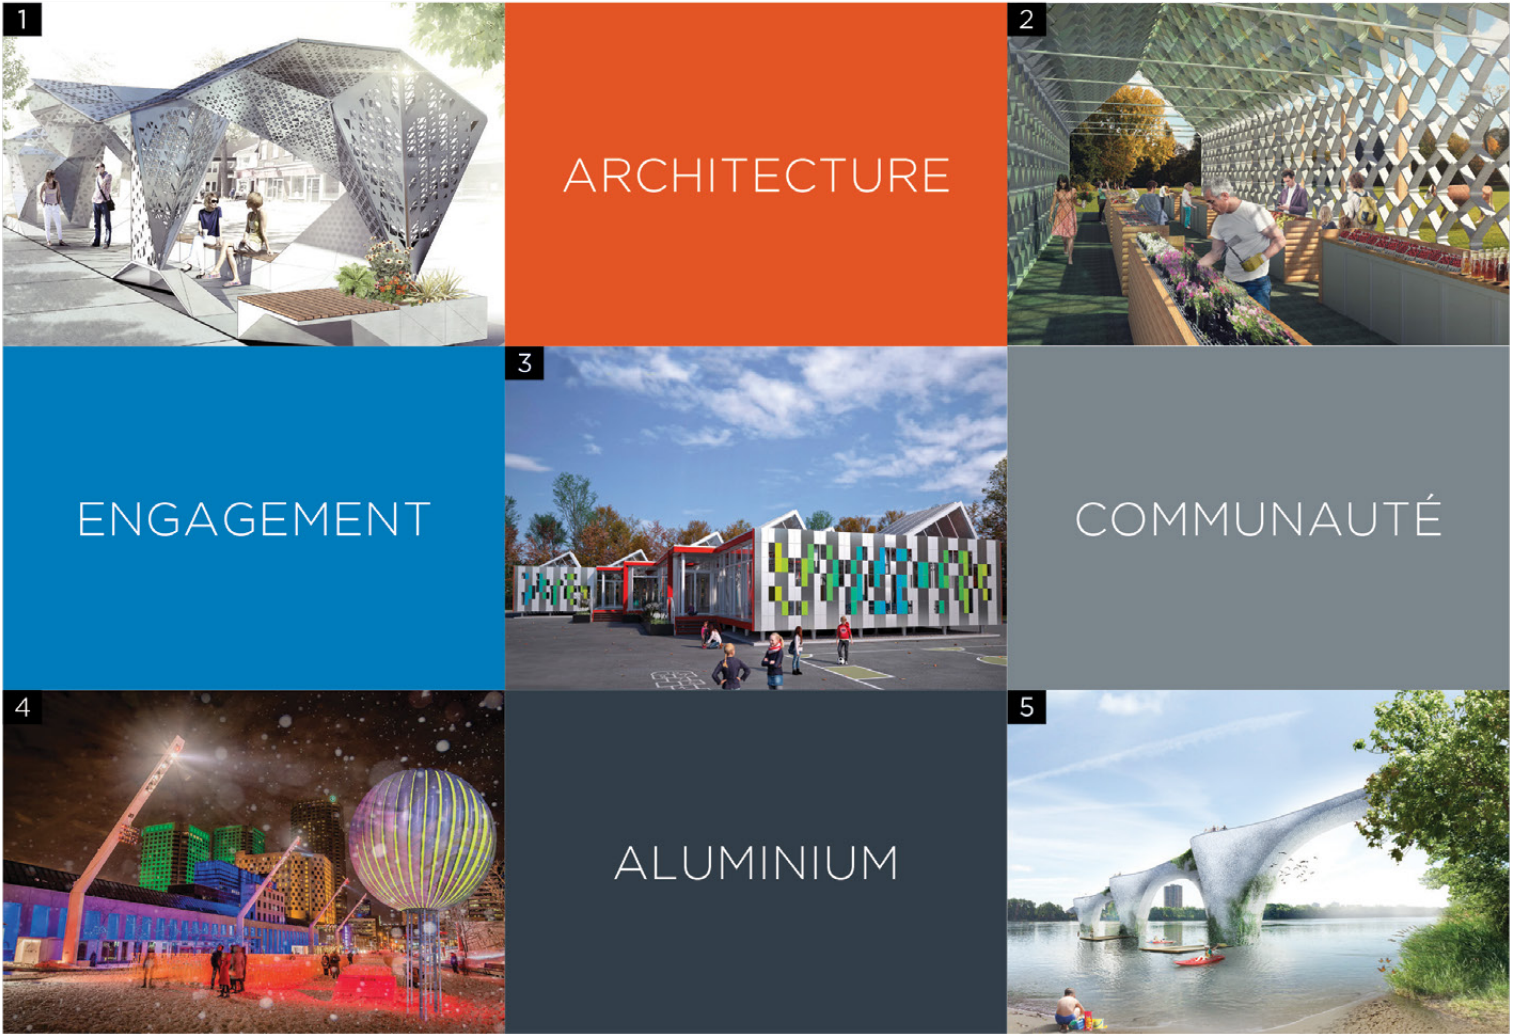 1
ARCHITECTURE
2
ENGAGEMENT
3
COMMUNAUTÉ
4
ALUMINIUM
5